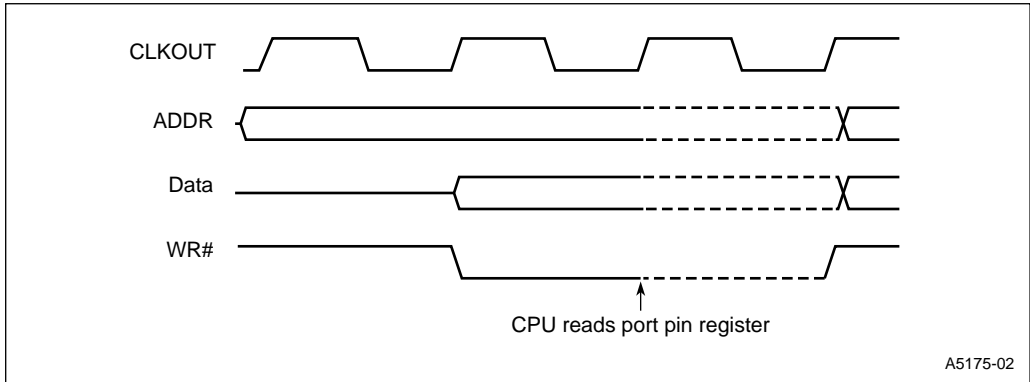 CLKOUT
ADDR
Data
WR#
CPU reads port pin register
A5175-02